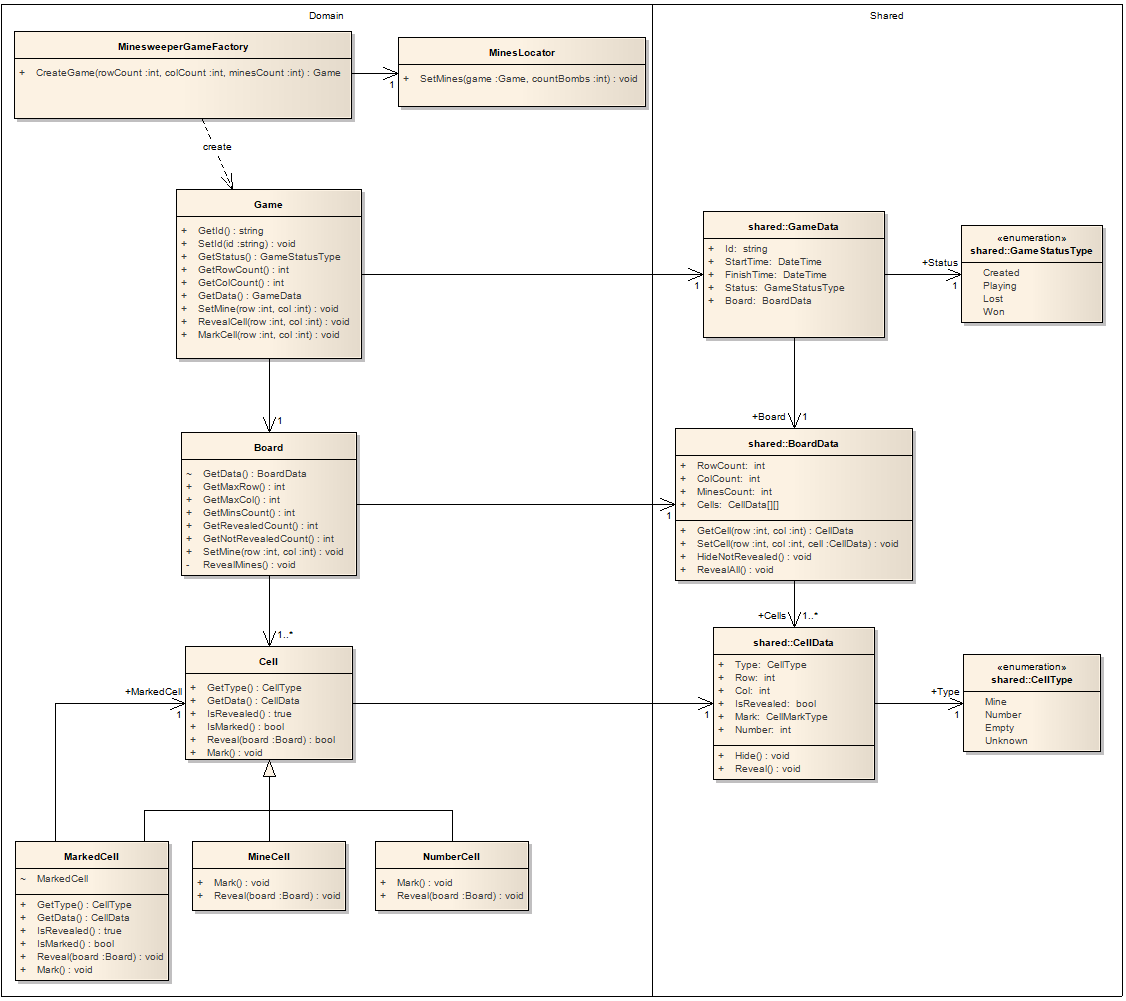 Domain
Shared
MinesweeperGameFactory
+ CreateGame(rowCount :int, colCount :int, minesCount :int) : Game
MinesLocator
+ SetMines(game :Game, countBombs :int) : void
1
create
Game
+ GetId() : string
+ SetId(id :string) : void
+ GetStatus() : GameStatusType
+ GetRowCount() : int
+ GetColCount() : int
+ GetData() : GameData
+ SetMine(row :int, col :int) : void
+ RevealCell(row :int, col :int) : void
+ MarkCell(row :int, col :int) : void
1
shared::GameData
+ Id: string
+ StartTime: DateTime
+ FinishTime: DateTime
+ Status: GameStatusType
+ Board: BoardData
+Status
1
«enumeration»
shared::GameStatusType
Created
Playing
Lost
Won
1
+Board
1
Board
~ GetData() : BoardData
+ GetMaxRow() : int
+ GetMaxCol() : int
+ GetMinsCount() : int
+ GetRevealedCount() : int
+ GetNotRevealedCount() : int
+ SetMine(row :int, col :int) : void
- RevealMines() : void
1
shared::BoardData
+ RowCount: int
+ ColCount: int
+ MinesCount: int
+ Cells: CellData[][]
+ GetCell(row :int, col :int) : CellData
+ SetCell(row :int, col :int, cell :CellData) : void
+ HideNotRevealed() : void
+ RevealAll() : void
1..*
+Cells
1..*
Cell
+ GetType() : CellType
+ GetData() : CellData
+ IsRevealed() : true
+ IsMarked() : bool
+ Reveal(board :Board) : bool
+ Mark() : void
+MarkedCell
1
1
shared::CellData
+ Type: CellType
+ Row: int
+ Col: int
+ IsRevealed: bool
+ Mark: CellMarkType
+ Number: int
+ Hide() : void
+ Reveal() : void
+Type
1
«enumeration»
shared::CellType
Mine
Number
Empty
Unknown
MarkedCell
~ MarkedCell
+ GetType() : CellType
+ GetData() : CellData
+ IsRevealed() : true
+ IsMarked() : bool
+ Reveal(board :Board) : void
+ Mark() : void
MineCell
+ Mark() : void
+ Reveal(board :Board) : void
NumberCell
+ Mark() : void
+ Reveal(board :Board) : void